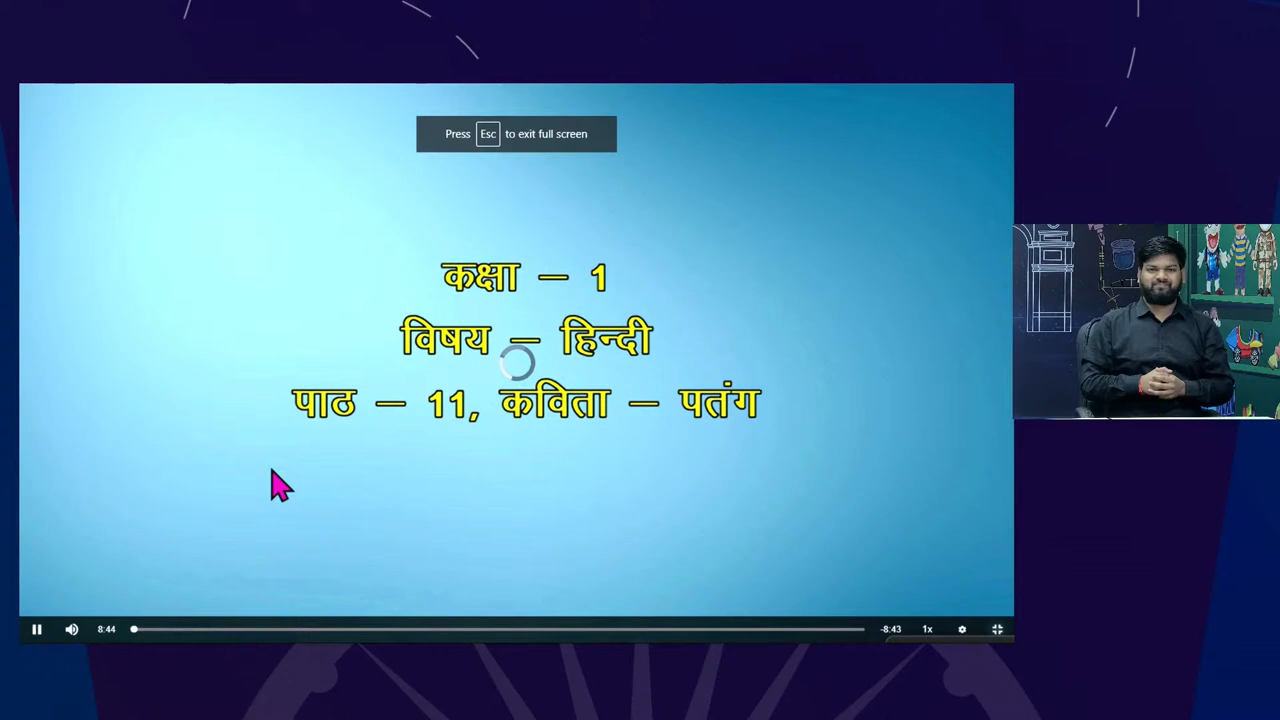 Press Esc to exit full screen
कक्षा – 1
विषय – हिन्दी
पाठ – 11, कविता – पतंग
8:44
-8:43
1x